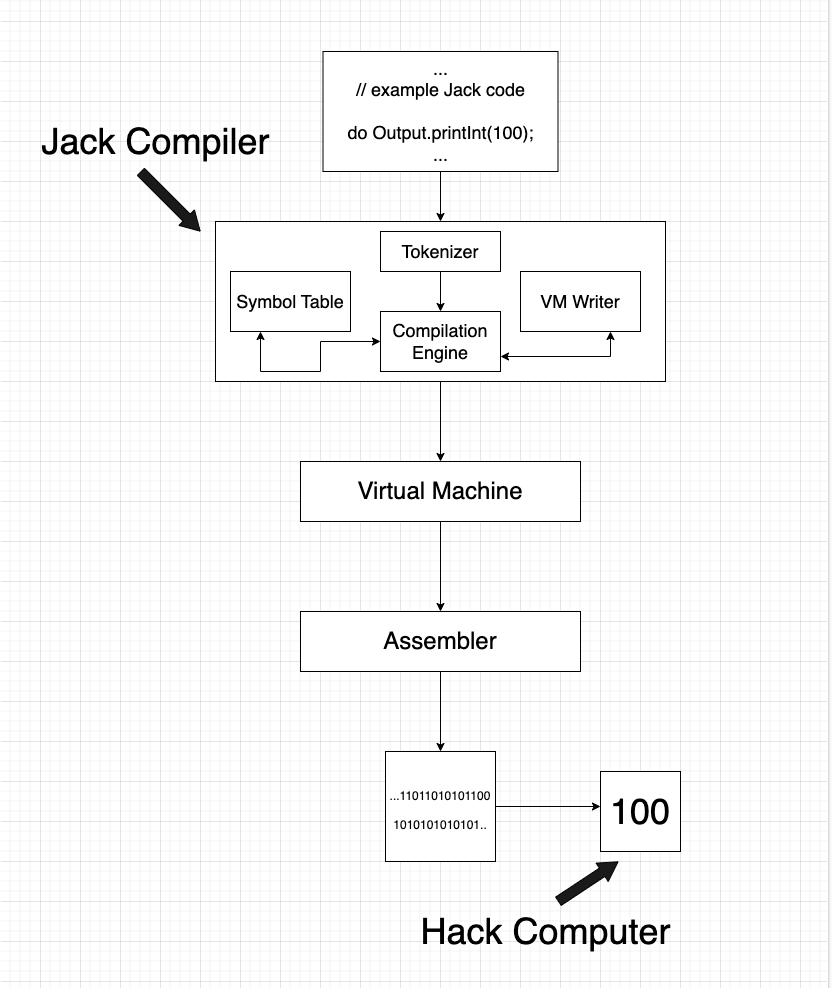 ...
// example Jack code
do Output.printInt(100);
...
Jack Compiler
Tokenizer
Symbol Table
VM Writer
Compilation
Engine
Virtual Machine
Assembler
...11011010101100
1010101010101..
100
Hack Computer